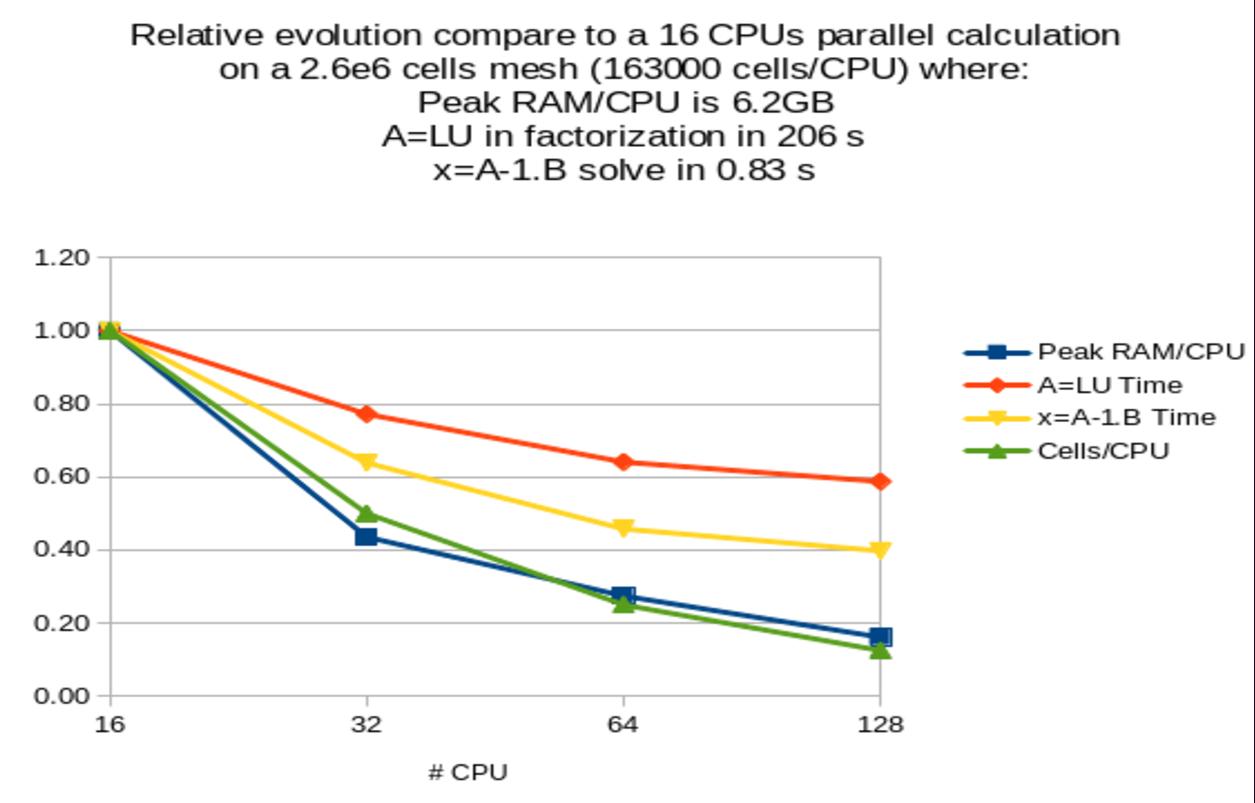 Relative evolution compare to a 16 CPUs parallel calculation
on a 2.6e6 cells mesh (163000 cells/CPU) where:
Peak RAM/CPU is 6.2GB
A=LU in factorization in 206 s
x=A-1.B solve in 0.83 s
1.20
1.00
0.80
0.60
0.40
0.20
0.00
16 32 64 128
# CPU
Peak RAM/CPU
A=LU Time
x=A-1.B Time
Cells/CPU